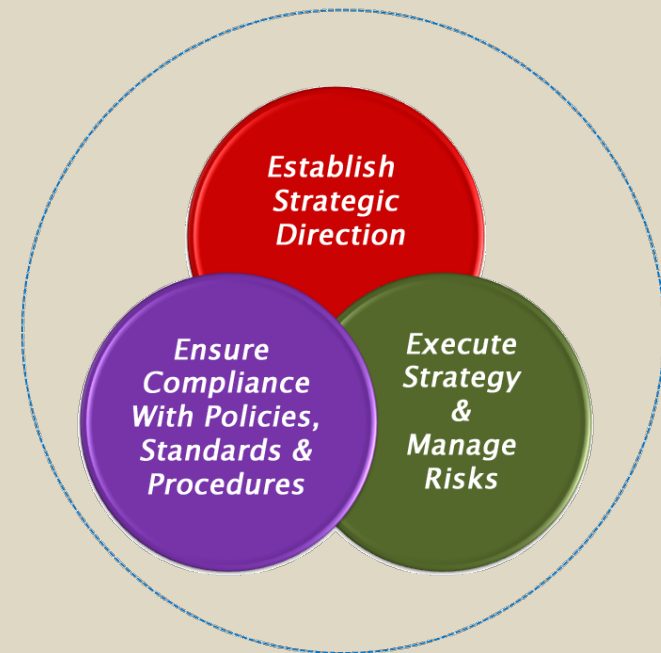 Establish
Strategic
Direction
Ensure
Compliance
With Policies,
Standards &
Procedures
Execute
Strategy
&
Manage
Risks